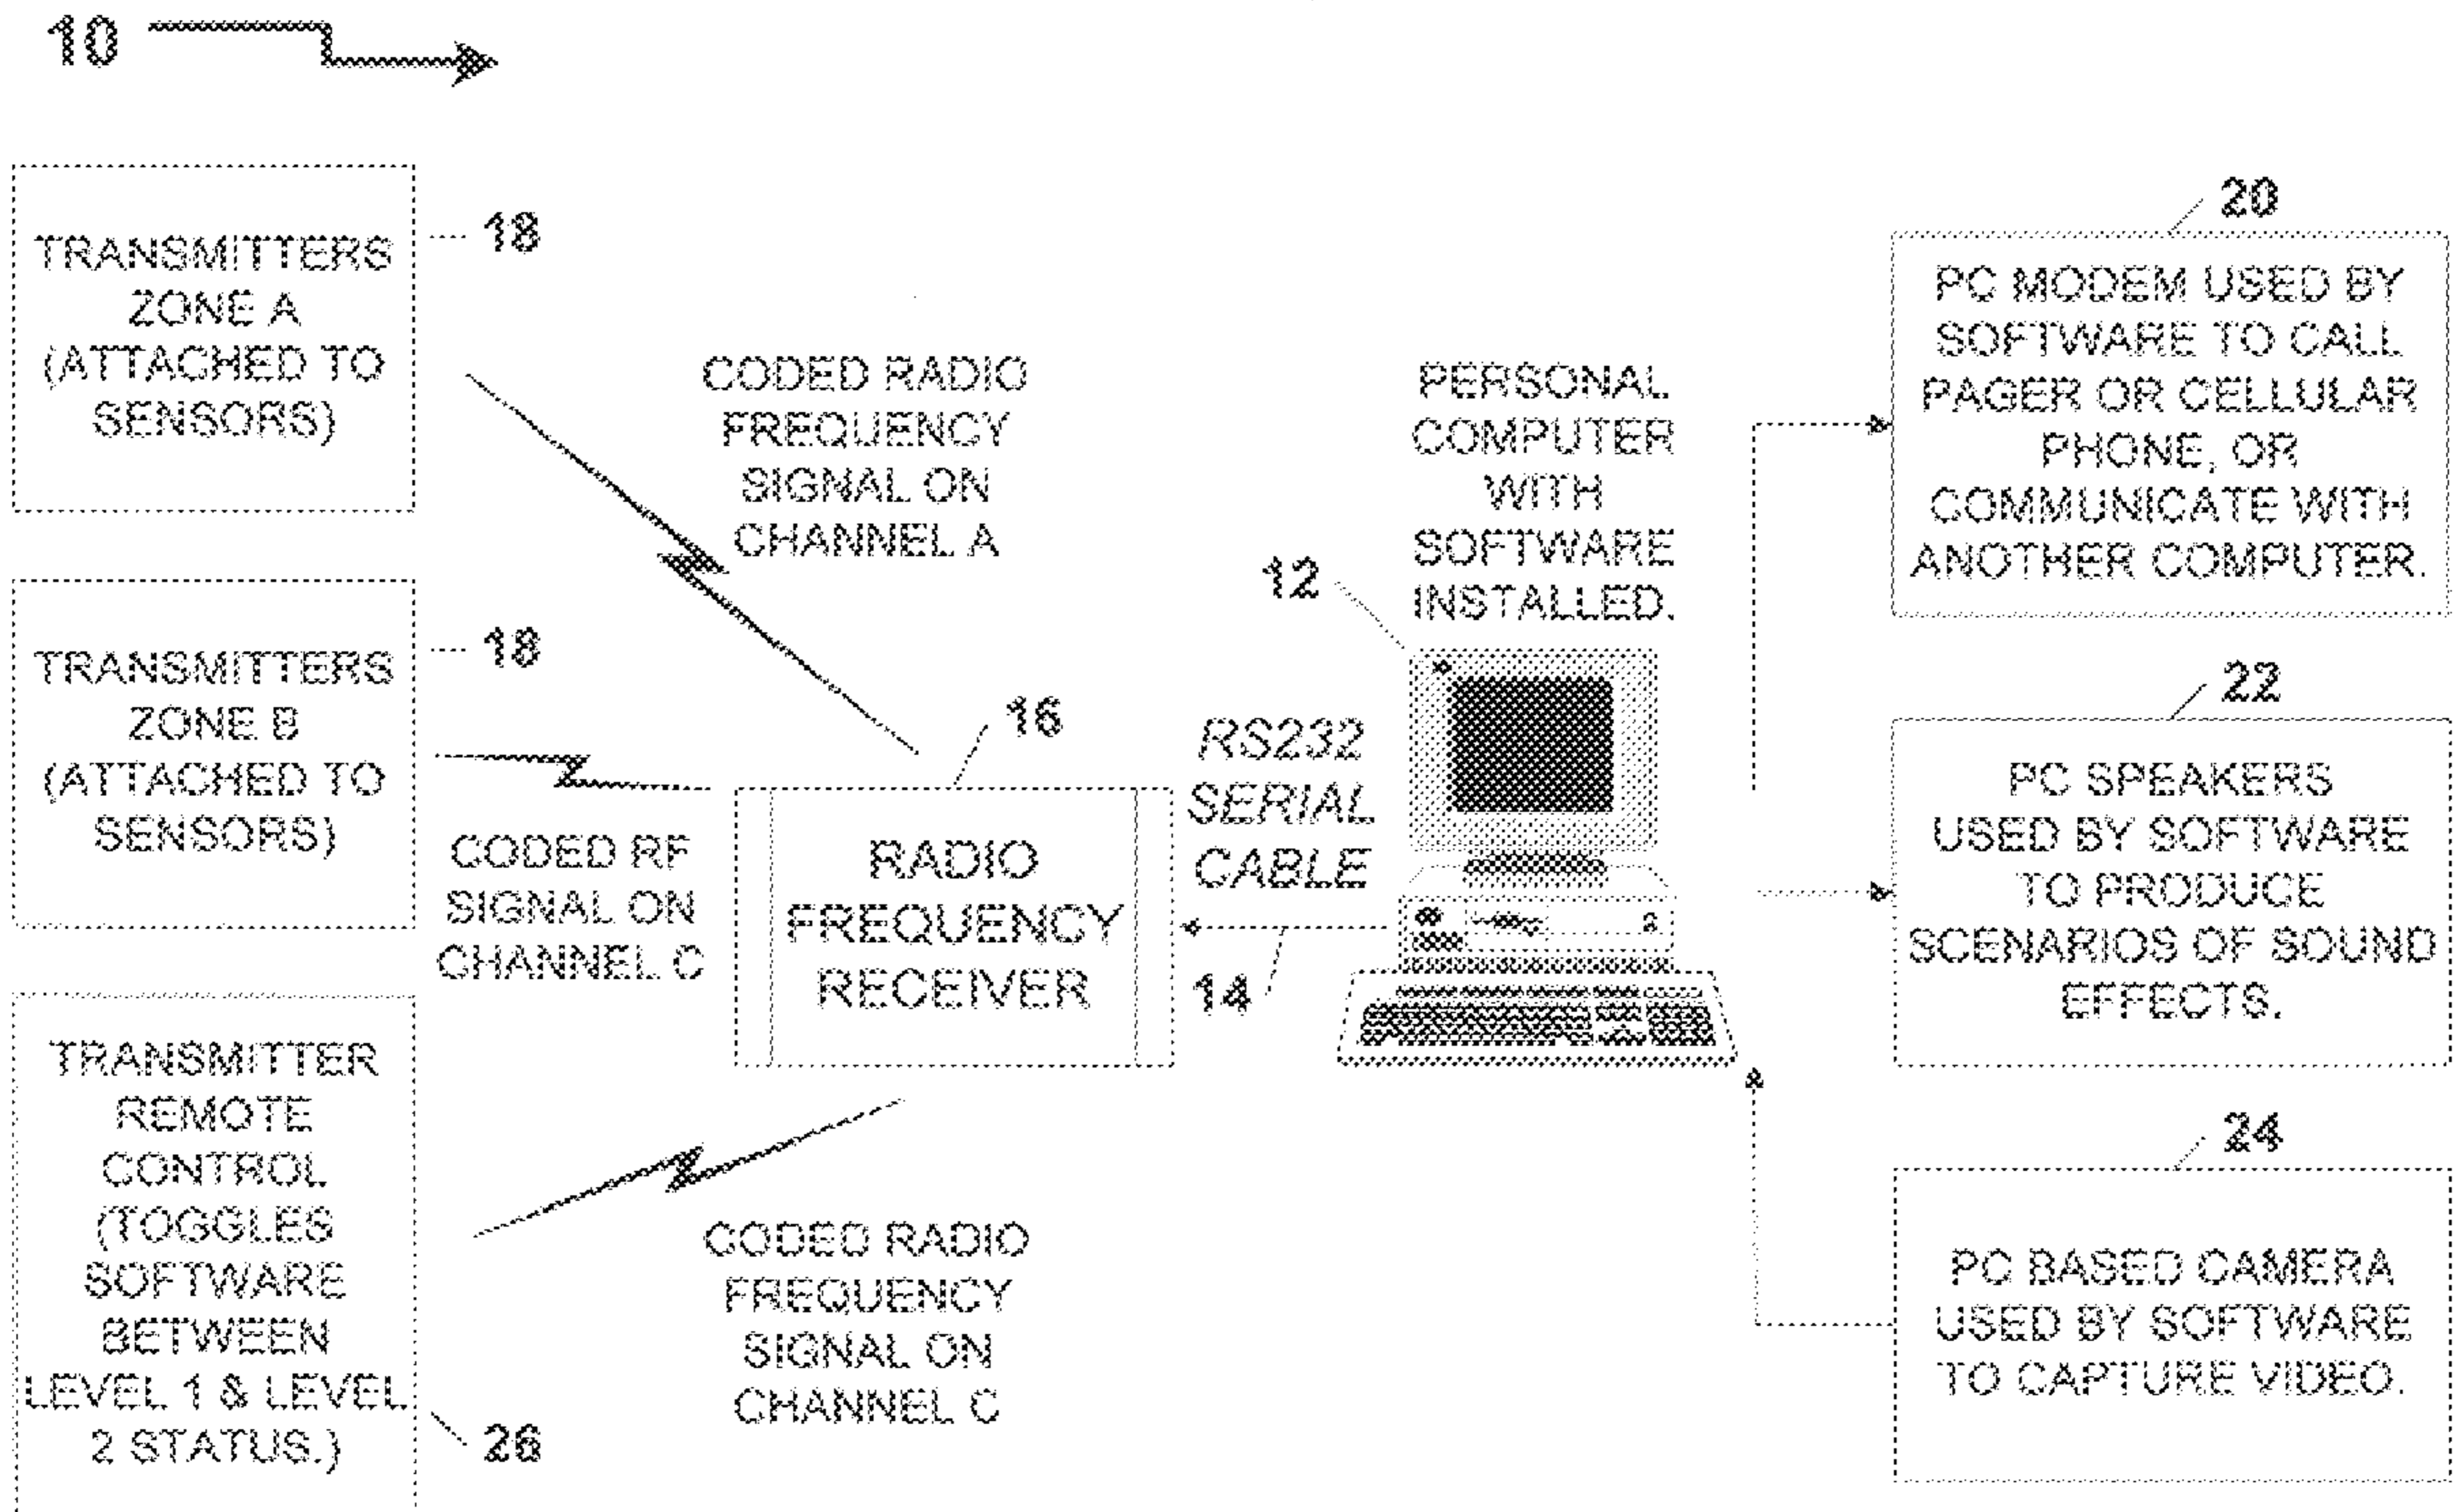 10
TRANSMITTERS
ZONE A
(ATTACHED TO
SENSORS)
18
TRANSMITTERS
ZONE B
(ATTACHED TO
SENSORS)
18
TRANSMITTER
REMOTE
CONTROL
(TOGGLES
SOFTWARE
BETWEEN
LEVEL 1 & LEVEL
2 STATUS.)
26
CODED RADIO
FREQUENCY
SIGNAL ON
CHANNEL A
CODED RF
SIGNAL ON
CHANNEL C
CODED RADIO
FREQUENCY
SIGNAL ON
CHANNEL C
16
RADIO
FREQUENCY
RECEIVER
RS232
SERIAL
CABLE
14
12
PERSONAL
COMPUTER
WITH
SOFTWARE
INSTALLED.
20
PC MODEM USED BY
SOFTWARE TO CALL
PAGER OR CELLULAR
PHONE, OR
COMMUNICATE WITH
ANOTHER COMPUTER.
22
PC SPEAKERS
USED BY SOFTWARE
TO PRODUCE
SCENARIOS OF SOUND
EFFECTS.
24
PC BASED CAMERA
USED BY SOFTWARE
TO CAPTURE VIDEO.